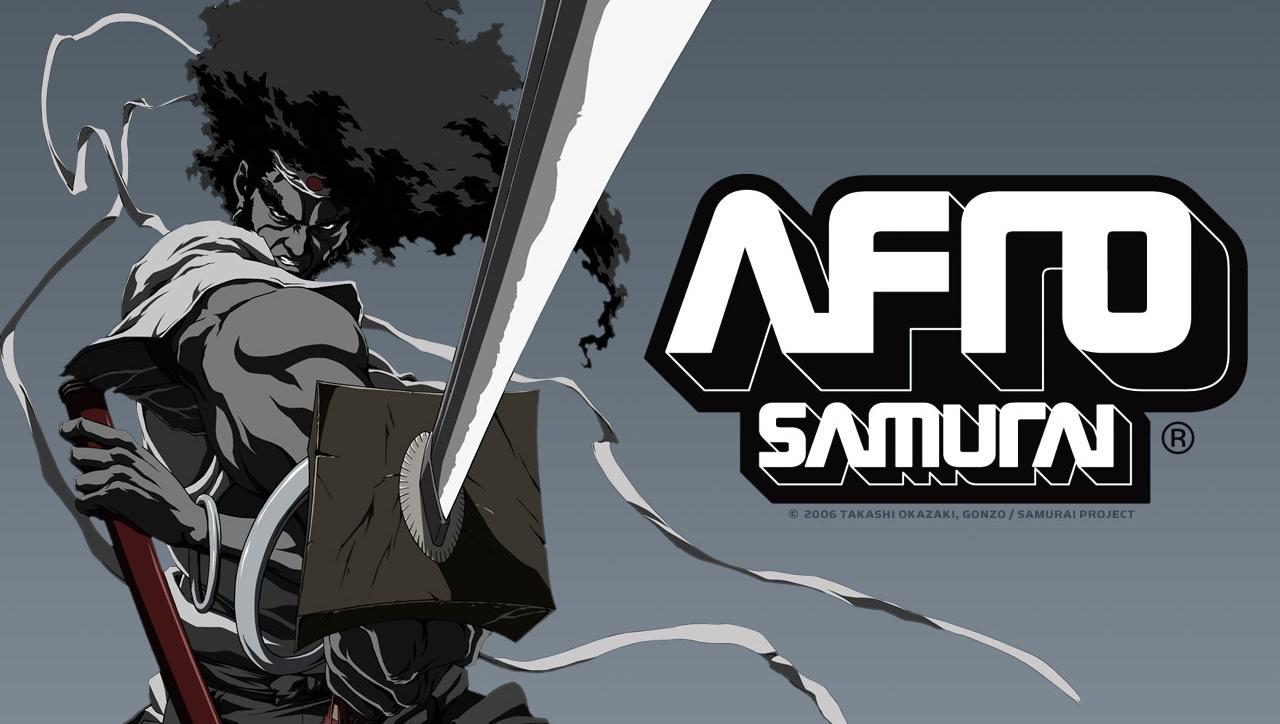 AFRO
SAMURAI ®
© 2006 TAKASHI OKAZAKI, GONZO / SAMURAI PROJECT